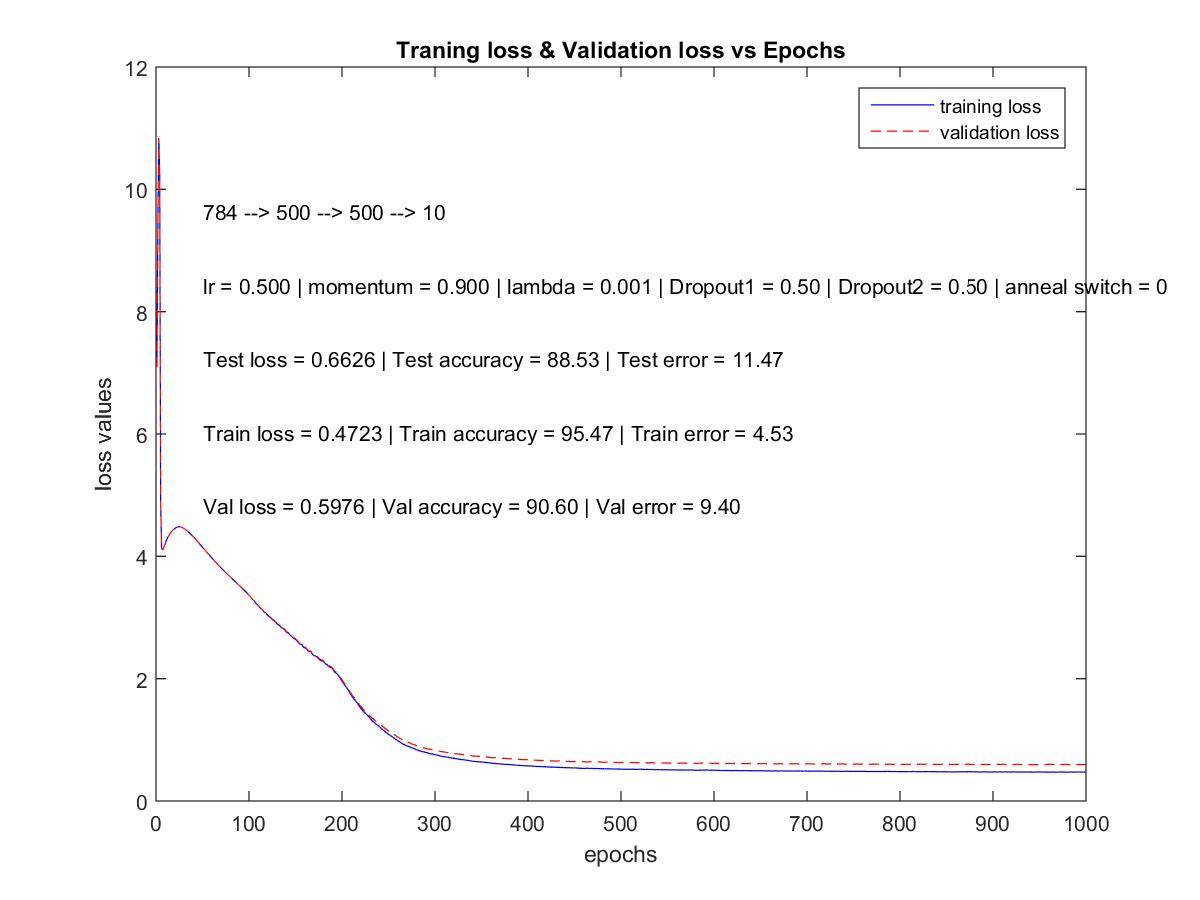 Traning loss & Validation loss vs Epochs
training loss
validation loss
12
10
8
6
4
2
0
loss values
784 --> 500 --> 500 --> 10
lr = 0.500 | momentum = 0.900 | lambda = 0.001 | Dropout1 = 0.50 | Dropout2 = 0.50 | anneal switch = 0
Test loss = 0.6626 | Test accuracy = 88.53 | Test error = 11.47
Train loss = 0.4723 | Train accuracy = 95.47 | Train error = 4.53
Val loss = 0.5976 | Val accuracy = 90.60 | Val error = 9.40
0 100 200 300 400 500 600 700 800 900 1000
epochs